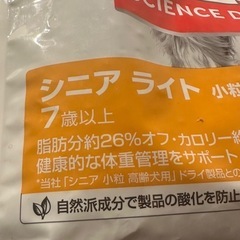 SCIENCE D
シニア ライト 小粒
7歳以上
脂肪分約26%オフ・カロリー約
健康的な体重管理をサポート
*当社「シニア 小粒 高齢犬用」ドライ製品との
自然派成分で製品の酸化を防止